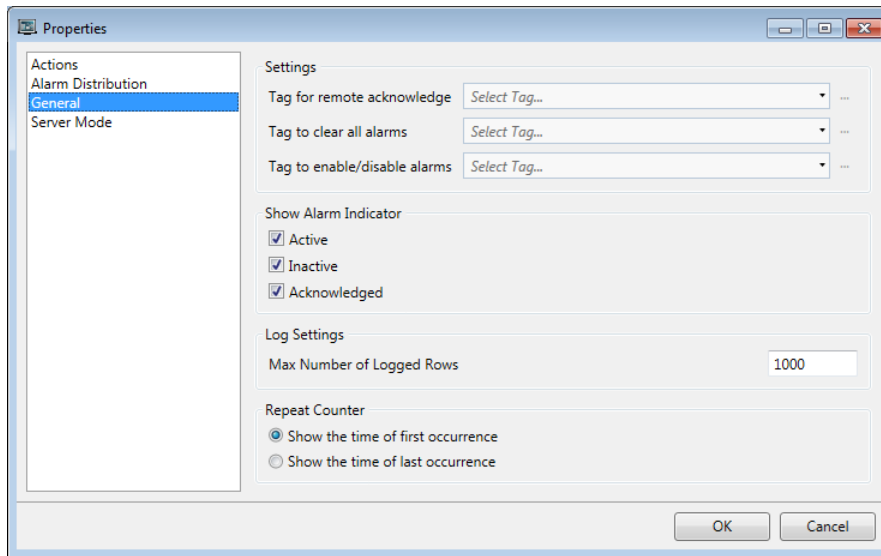 Properties
Actions
Alarm Distribution
General
Server Mode
Settings
Tag for remote acknowledge Select Tag... ...
Tag to clear all alarms Select Tag... ...
Tag to enable/disable alarms Select Tag... ...
Show Alarm Indicator
Active
Inactive
Acknowledged
Log Settings
Max Number of Logged Rows 1000
Repeat Counter
Show the time of first occurrence
Show the time of last occurrence
OK Cancel